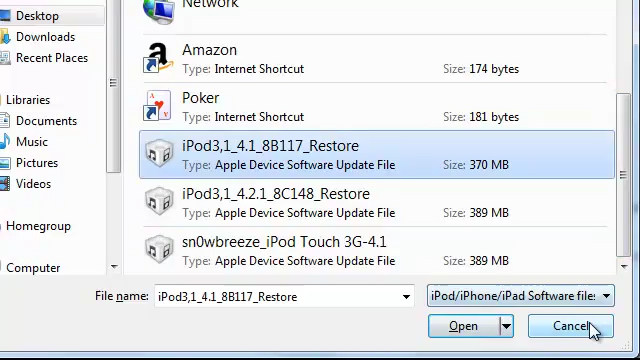 Desktop
Downloads
Recent Places
Libraries
Documents
Music
Pictures
Videos
Homegroup
Computer
Network
Amazon
Type: Internet Shortcut Size: 174 bytes
Poker
Type: Internet Shortcut Size: 181 bytes
iPod3,1_4.1_8B117_Restore
Type: Apple Device Software Update File Size: 370 MB
iPod3,1_4.2.1_8C148_Restore
Type: Apple Device Software Update File Size: 389 MB
sn0wbreeze_iPod Touch 3G-4.1
Type: Apple Device Software Update File Size: 389 MB
File name: iPod3,1_4.1_8B117_Restore iPod/iPhone/iPad Software files
Open Cancel